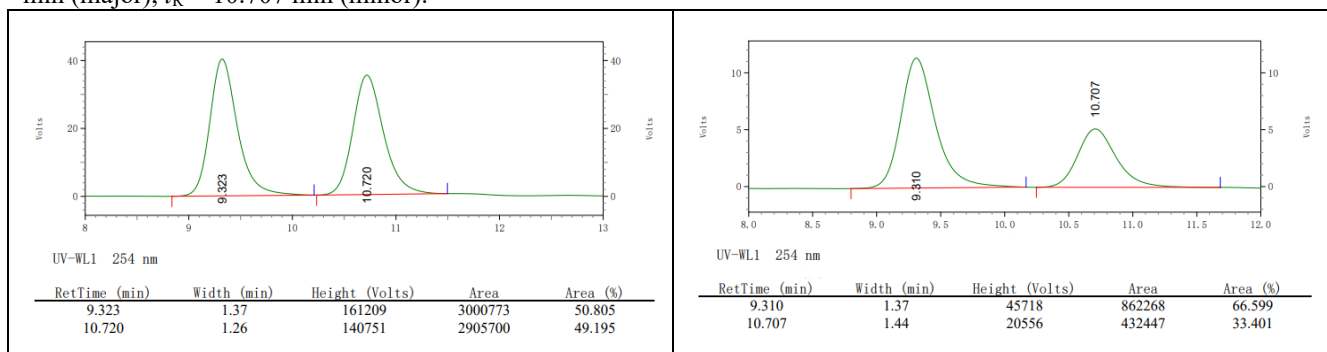 min (major), tR = 10.707 min (minor).
40
20
0
40
20
0
Volts
Volts
9.323
10.720
8
9
10
11
12
13
UV-WL1 254 nm
RetTime (min) Width (min) Height (Volts) Area Area (%)
9.323 1.37 161209 3000773 50.805
10.720 1.26 140751 2905700 49.195
10
5
0
10
5
0
Volts
Volts
9.310
10.707
8.0
8.5
9.0
9.5
10.0
10.5
11.0
11.5
12.0
UV-WL1 254 nm
RetTime (min) Width (min) Height (Volts) Area Area (%)
9.310 1.37 45718 862268 66.599
10.707 1.44 20556 432447 33.401